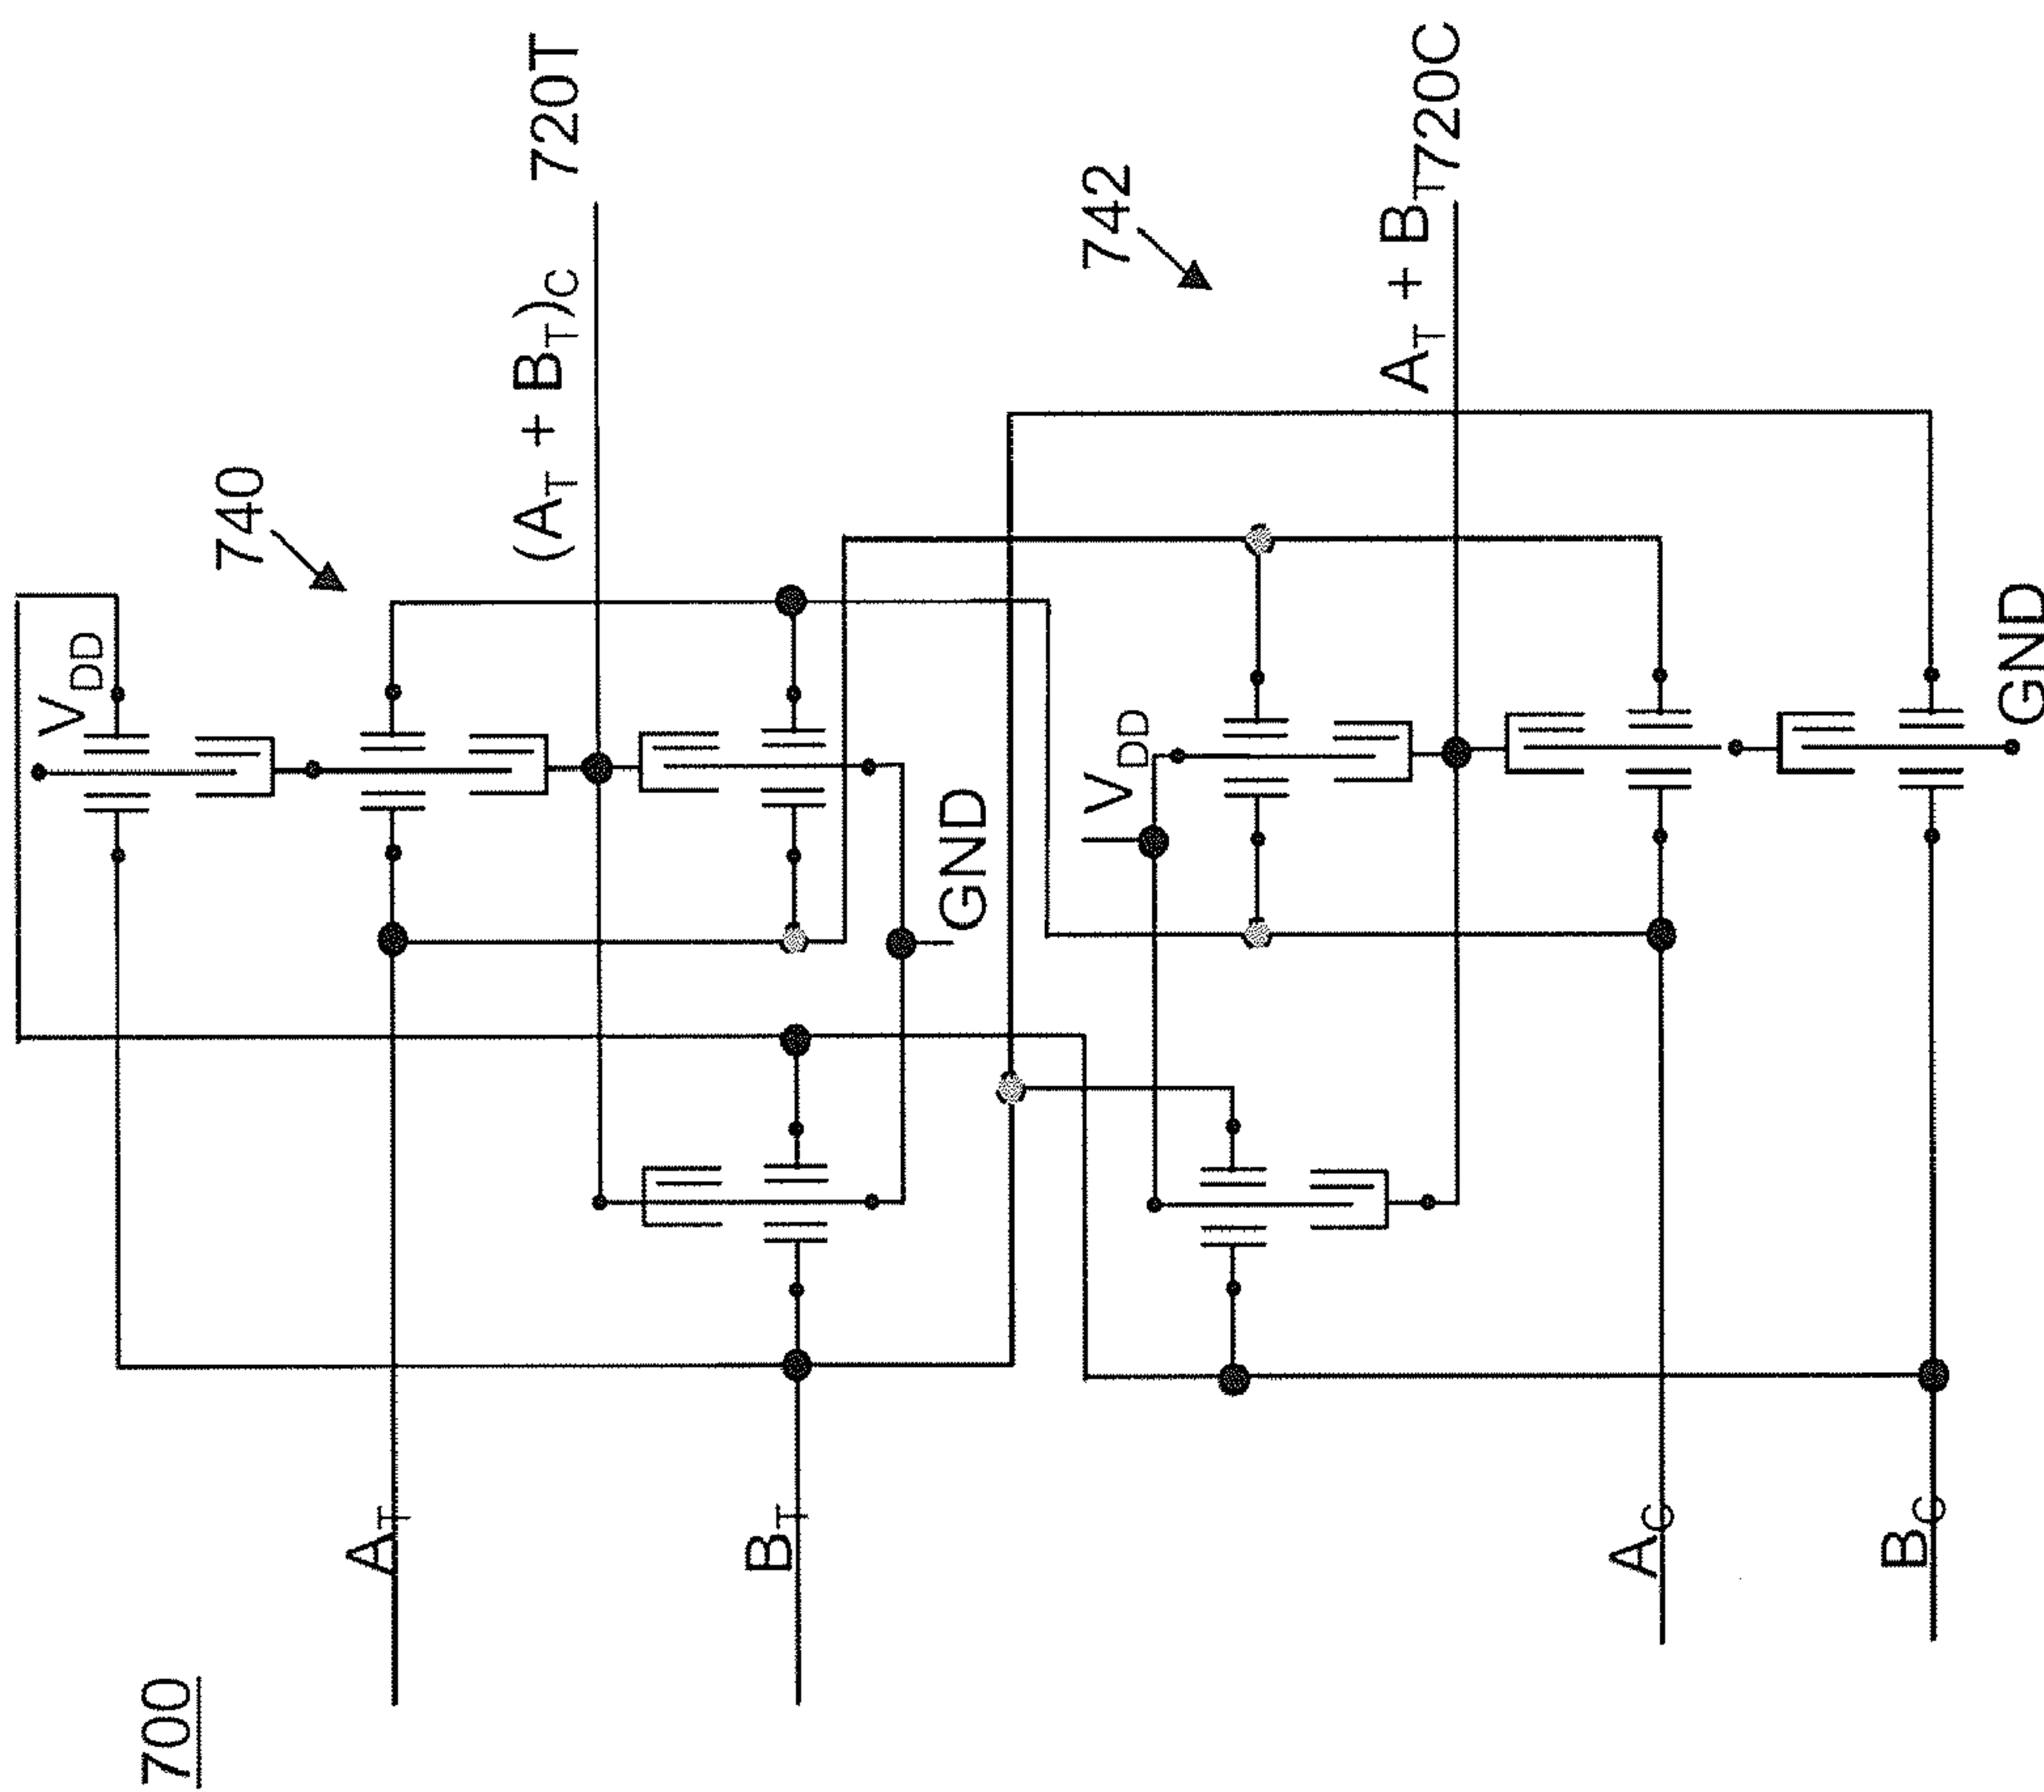 700
740
742
V_DD
A_T
(A_T + B_T)_C
720T
B_T
GND
V_DD
A_T + B_T
720C
A_C
B_C
GND